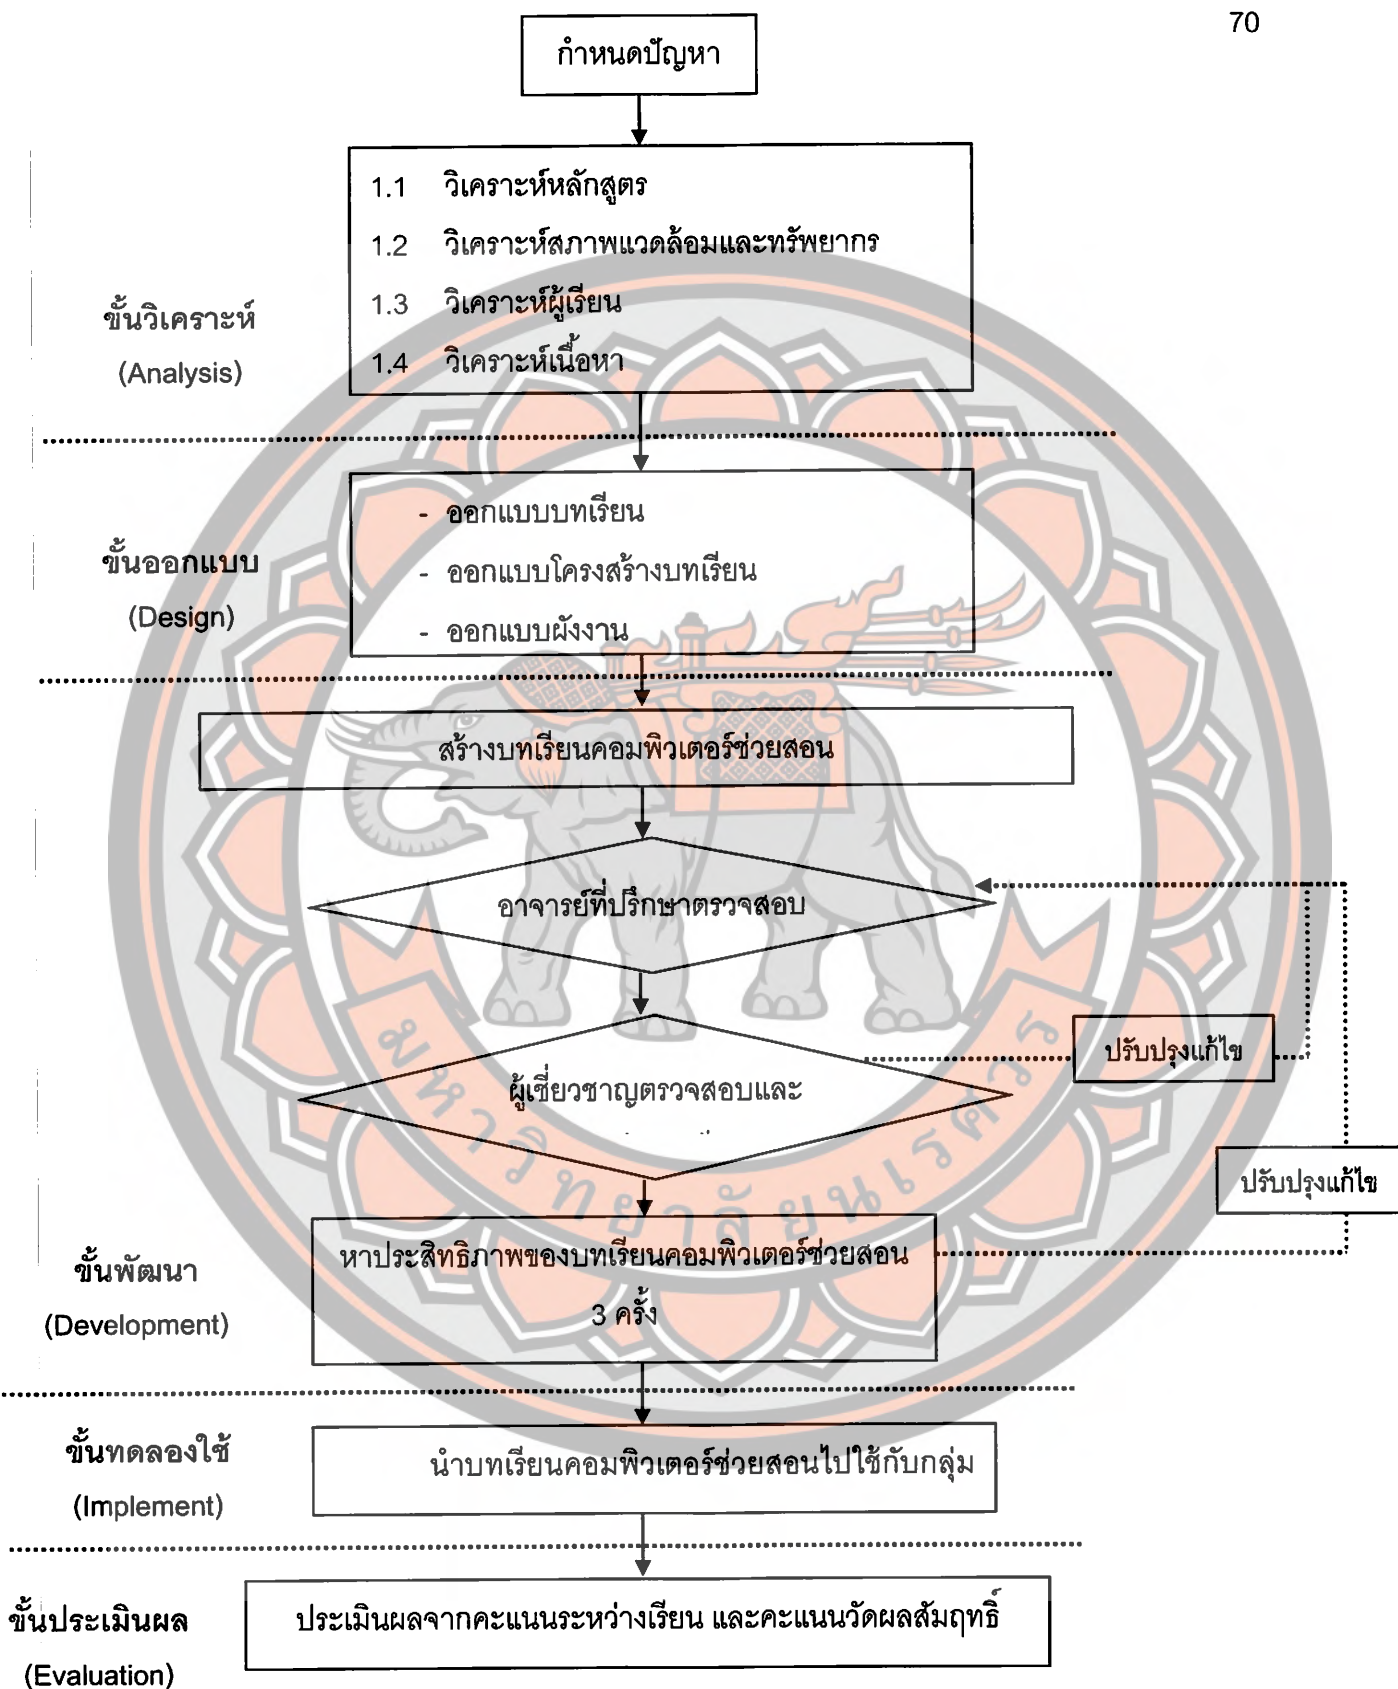 70
กำหนดปัญหา
1.1 วิเคราะห์หลักสูตร
1.2 วิเคราะห์สภาพแวดล้อมและทรัพยากร
1.3 วิเคราะห์ผู้เรียน
1.4 วิเคราะห์เนื้อหา
ขั้นวิเคราะห์
(Analysis)
- ออกแบบบทเรียน
- ออกแบบโครงสร้างบทเรียน
- ออกแบบผังงาน
ขั้นออกแบบ
(Design)
สร้างบทเรียนคอมพิวเตอร์ช่วยสอน
อาจารย์ที่ปรึกษาตรวจสอบ
ปรับปรุงแก้ไข
ผู้เชี่ยวชาญตรวจสอบและ
ปรับปรุงแก้ไข
หาประสิทธิภาพของบทเรียนคอมพิวเตอร์ช่วยสอน
3 ครั้ง
ขั้นพัฒนา
(Development)
ขั้นทดลองใช้
(Implement)
นำบทเรียนคอมพิวเตอร์ช่วยสอนไปใช้กับกลุ่ม
ขั้นประเมินผล
(Evaluation)
ประเมินผลจากคะแนนระหว่างเรียน และคะแนนวัดผลสัมฤทธิ์
มหาวิทยาลัยนเรศวร